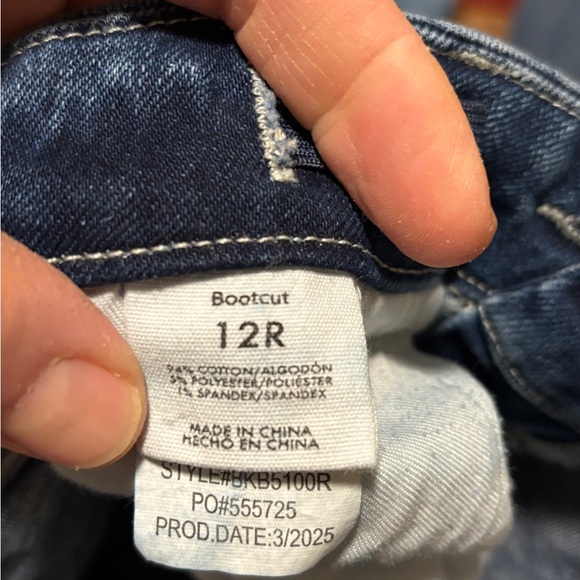 Bootcut
12R
94% COTTON/ALGODÓN
5% POLYESTER/POLIÉSTER
1% SPANDEX/SPANDEX
MADE IN CHINA
HECHO EN CHINA
STYLE#BKB5100R
PO#555725
PROD.DATE:3/2025